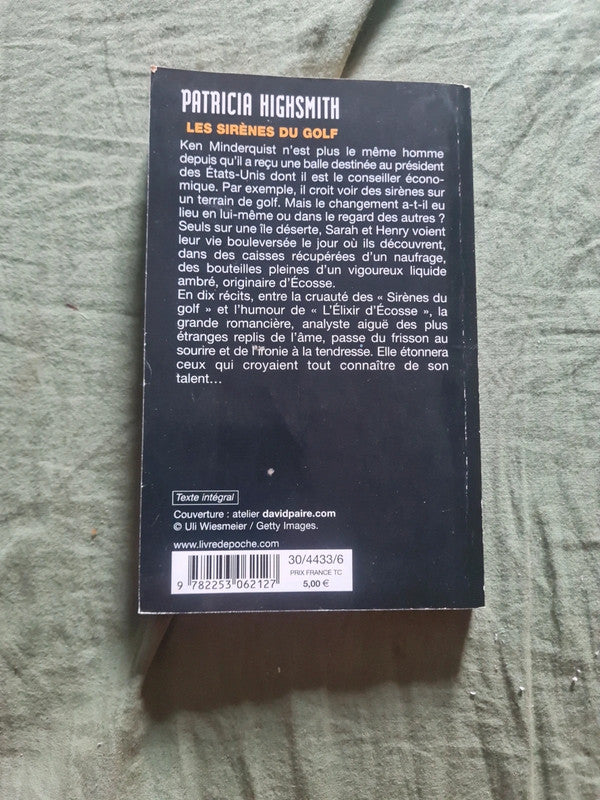 PATRICIA HIGHSMITH
LES SIRÈNES DU GOLF
Ken Minderquist n'est plus le même homme
depuis qu'il a reçu une balle destinée au président
des États-Unis dont il est le conseiller écono-
mique. Par exemple, il croit voir des sirènes sur
un terrain de golf. Mais le changement a-t-il eu
lieu en lui-même ou dans le regard des autres ?
Seuls sur une île déserte, Sarah et Henry voient
leur vie bouleversée le jour où ils découvrent,
dans des caisses récupérées d'un naufrage,
des bouteilles pleines d'un vigoureux liquide
ambré, originaire d'Écosse.
En dix récits, entre la cruauté des « Sirènes du
golf » et l'humour de « L'Élixir d'Écosse », la
grande romancière, analyste aiguë des plus
étranges replis de l'âme, passe du frisson au
sourire et de l'ironie à la tendresse. Elle étonnera
ceux qui croyaient tout connaître de son
talent...
Texte intégral
Couverture : atelier davidpaire.com
© Uli Wiesmeier / Getty Images.
www.livredepoche.com
30/4433/6
PRIX FRANCE TC
5,00 €
9 782253 062127